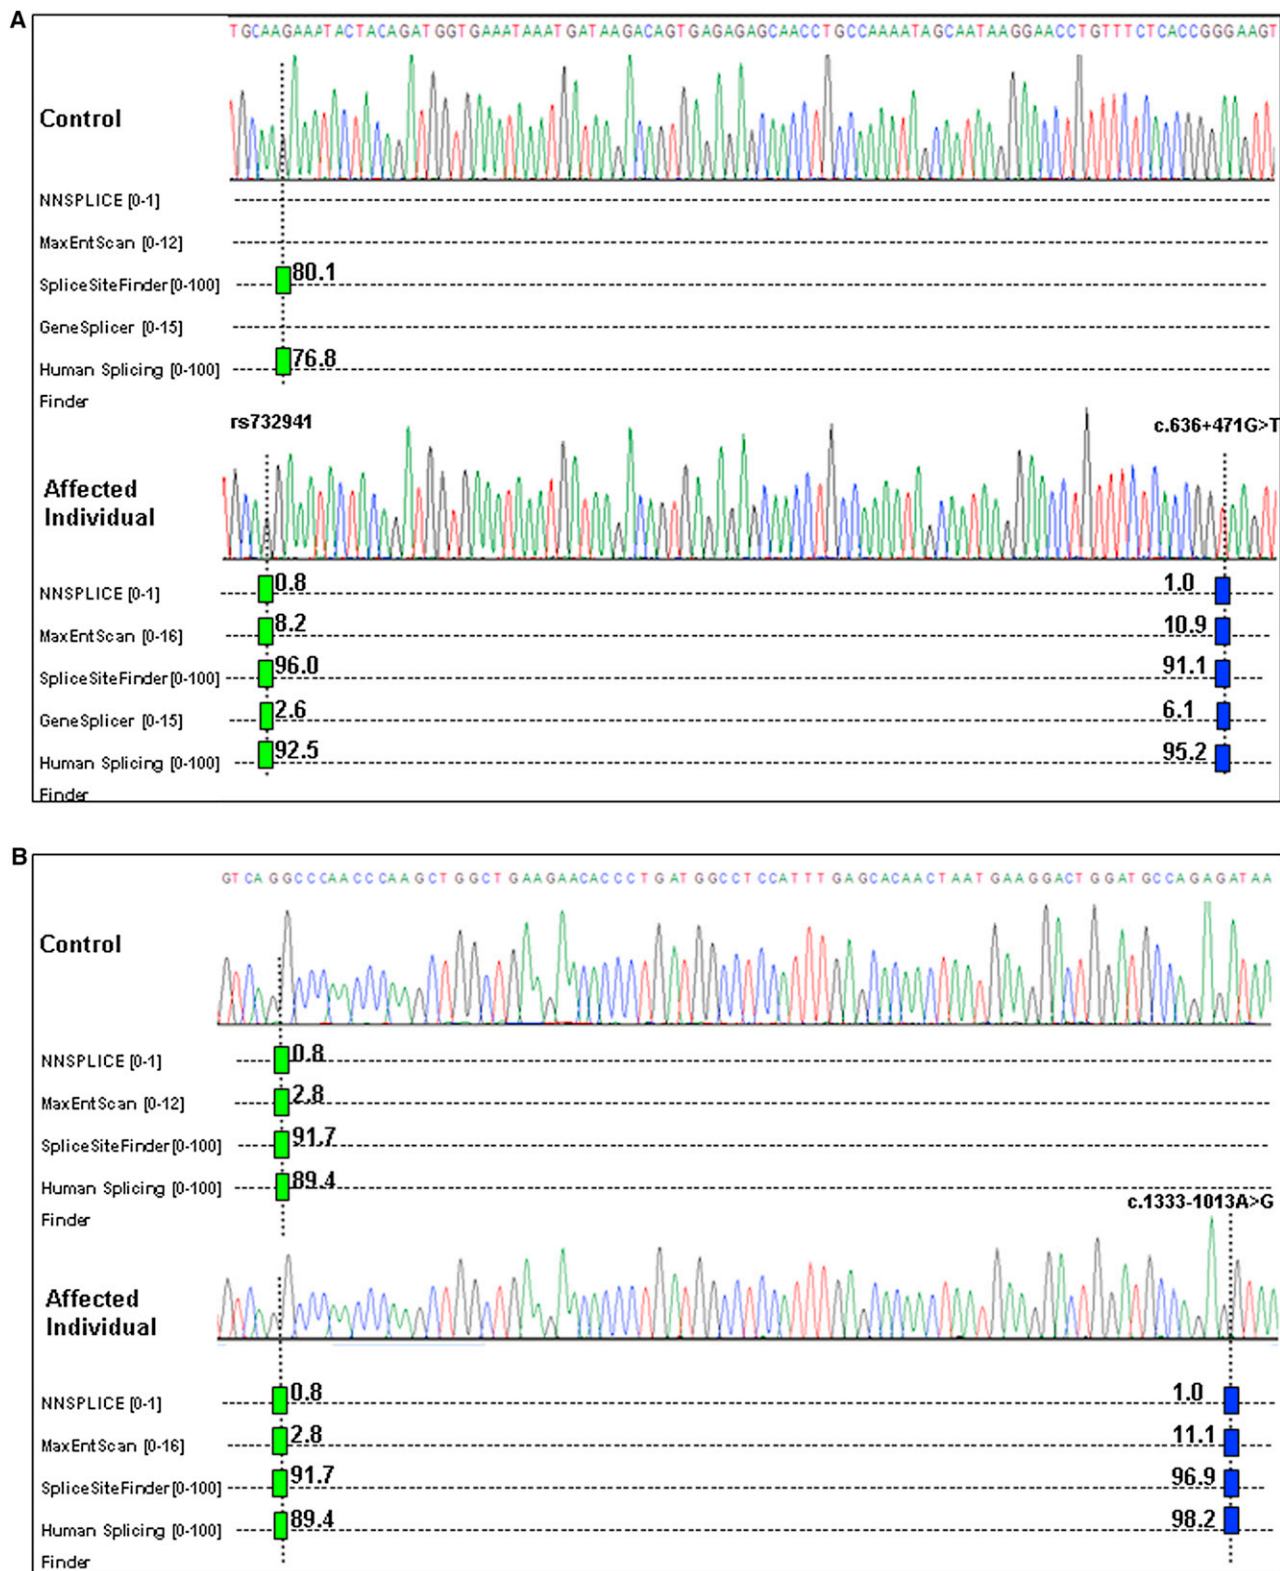 A
TGCAAGAAATACTACAGATGGTGAAATAAATGATAAGACAGTGAGAGAGCAACCTGCCAAAATAGCAATAAGGAACCTGTTTCTCACCGGGAAGT
Control
NNSPLICE [0-1]
MaxEntScan [0-12]
SpliceSiteFinder[0-100]
80.1
GeneSplicer [0-15]
Human Splicing [0-100]
76.8
Finder
rs732941
c.636+471G>T
Affected
Individual
NNSPLICE [0-1]
0.8
1.0
MaxEntScan [0-16]
8.2
10.9
SpliceSiteFinder[0-100]
96.0
91.1
GeneSplicer [0-15]
2.6
6.1
Human Splicing [0-100]
92.5
95.2
Finder
B
GTCAGGCCCAACCCAAGCTGGCTGAAGAACACCCTGATGGCCTCCATTTGAGCACAACTAATGAAGGACTGGATGCCAGAGATAA
Control
NNSPLICE [0-1]
0.8
MaxEntScan [0-12]
2.8
SpliceSiteFinder[0-100]
91.7
Human Splicing [0-100]
89.4
Finder
c.1333-1013A>G
Affected
Individual
NNSPLICE [0-1]
0.8
1.0
MaxEntScan [0-16]
2.8
11.1
SpliceSiteFinder[0-100]
91.7
96.9
Human Splicing [0-100]
89.4
98.2
Finder